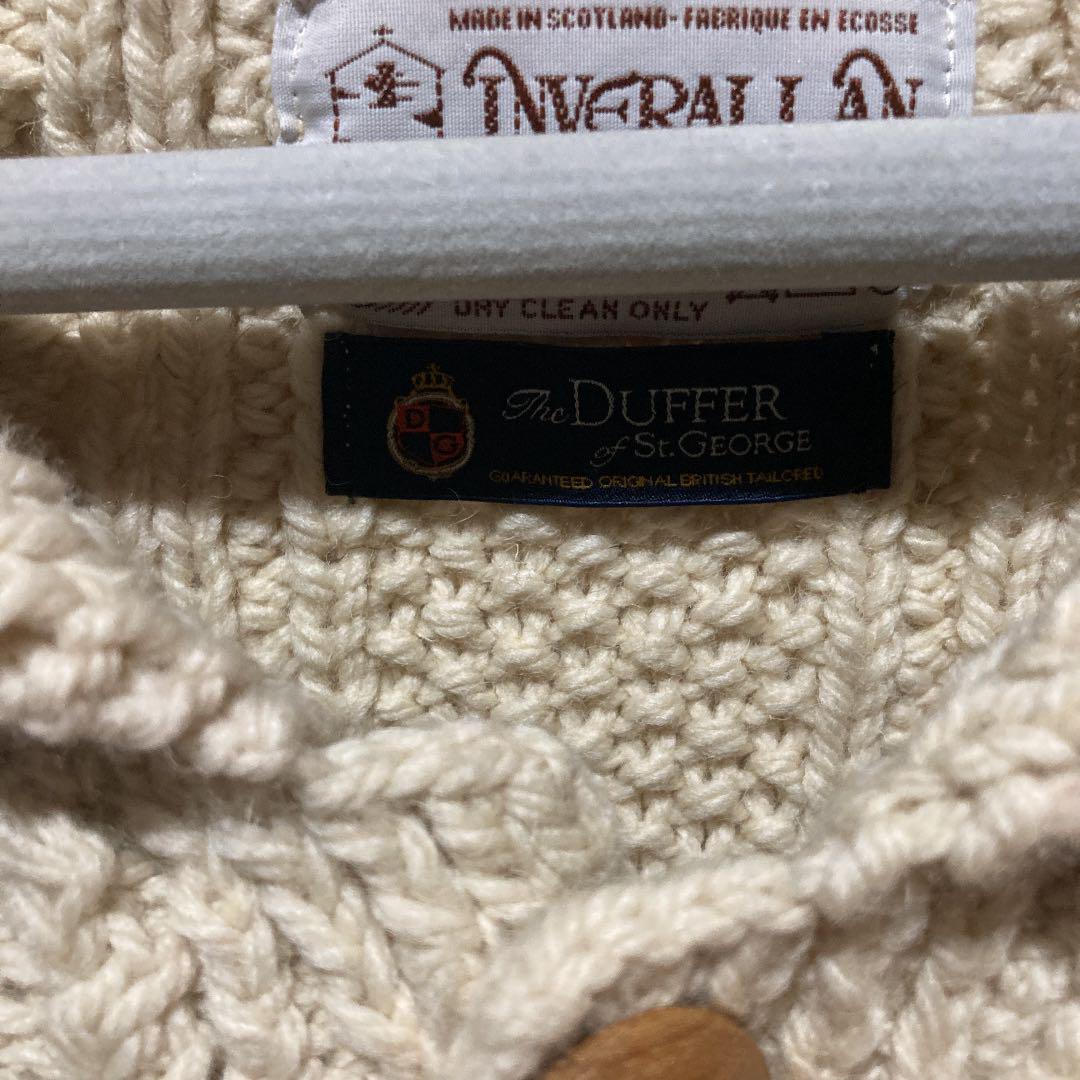 MADE IN SCOTLAND-FABRIQUE EN ECOSSE
INVERALLAN
DRY CLEAN ONLY
D
G
The DUFFER
of St. GEORGE
GUARANTEED ORIGINAL BRITISH TAILORED